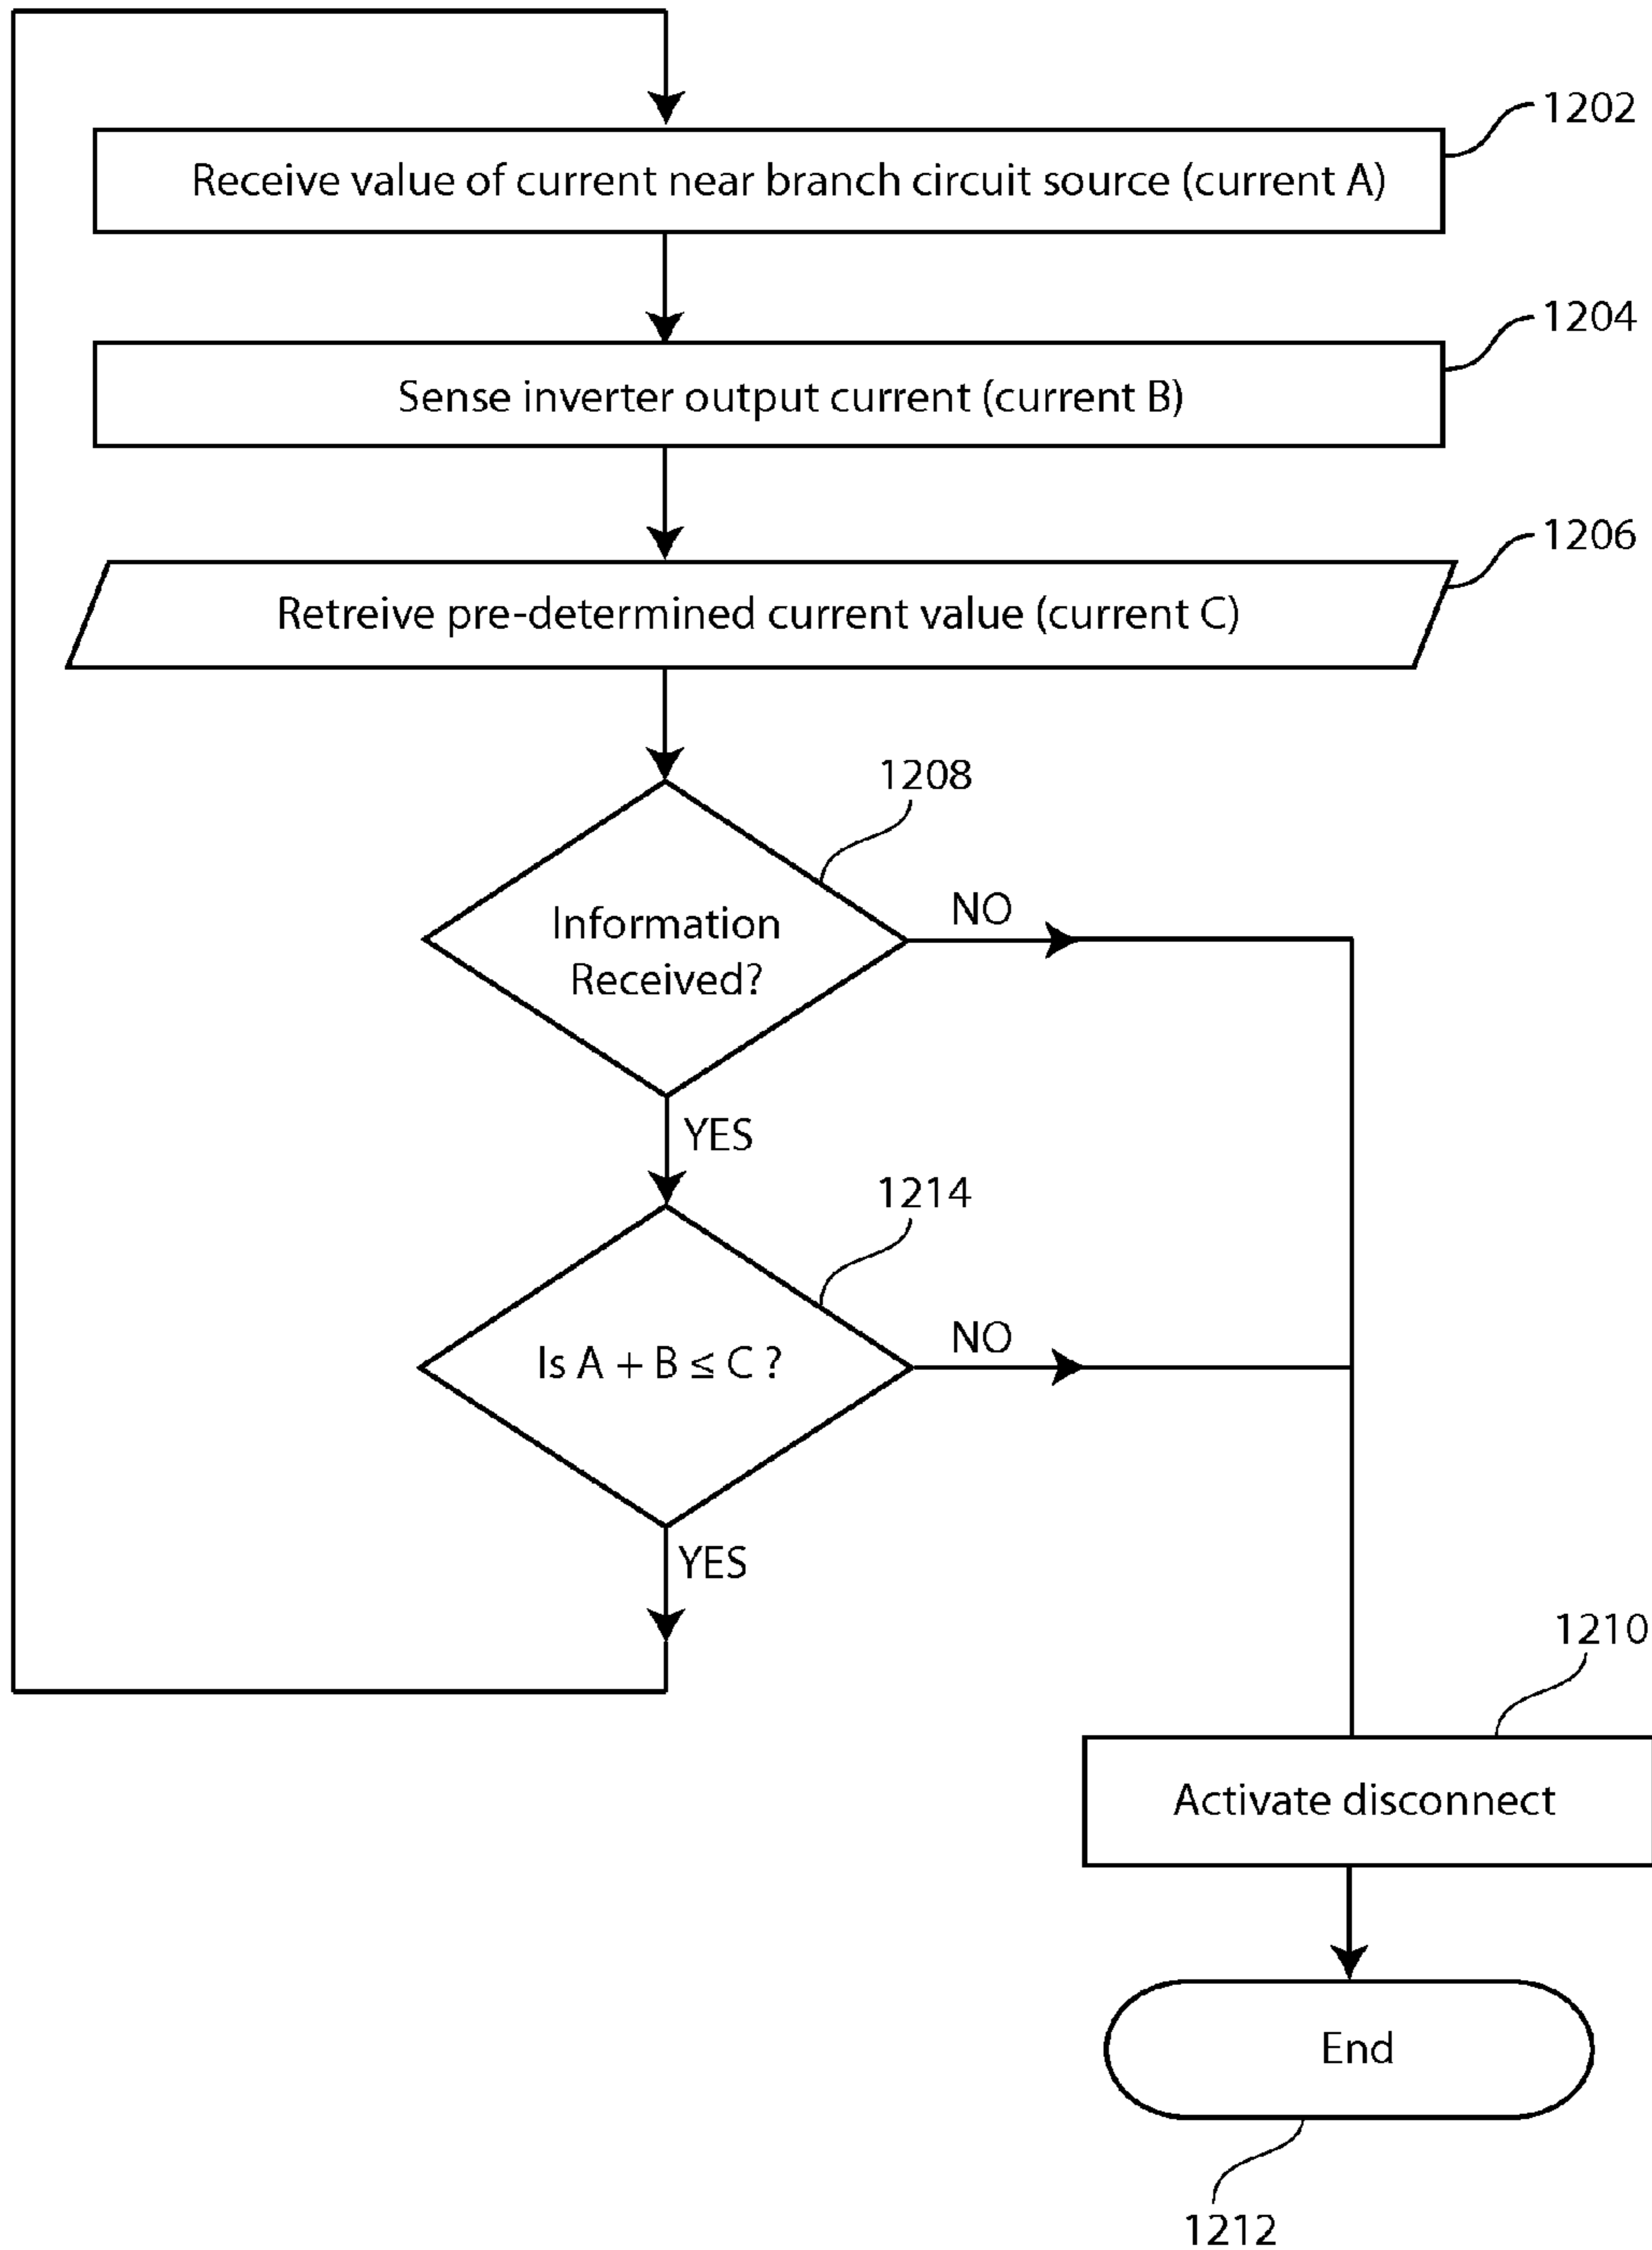 1202
Receive value of current near branch circuit source (current A)
1204
Sense inverter output current (current B)
1206
Retreive pre-determined current value (current C)
1208
Information
Received?
NO
YES
1214
Is A + B ≤ C ?
NO
YES
1210
Activate disconnect
End
1212